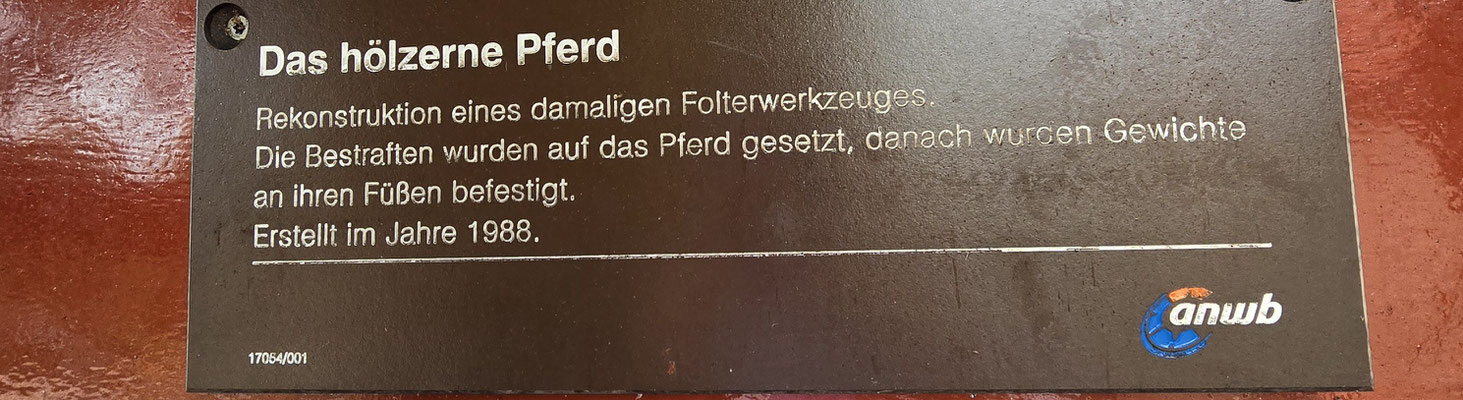 Das hölzerne Pferd
Rekonstruktion eines damaligen Folterwerkzeuges.
Die Bestraften wurden auf das Pferd gesetzt, danach wurden Gewichte
an ihren Füßen befestigt.
Erstellt im Jahre 1988.
anwb
17054/001